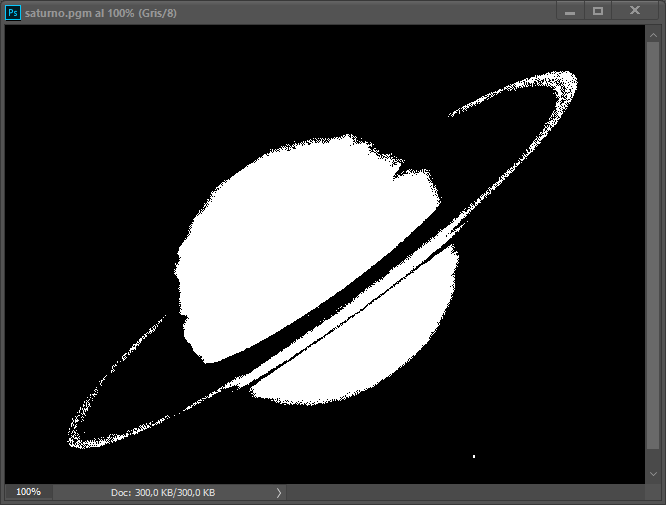 Ps saturno.pgm al 100% (Gris/8)
100% Doc: 300,0 KB/300,0 KB